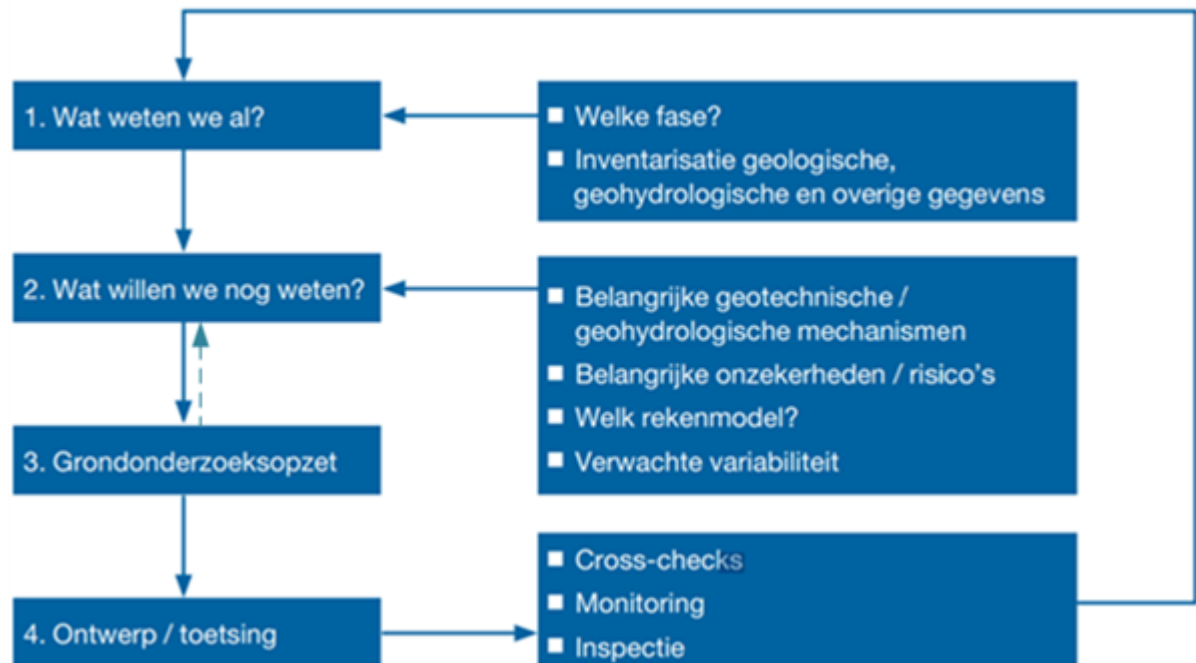 1. Wat weten we al?
■ Welke fase?
■ Inventarisatie geologische,
geohydrologische en overige gegevens
2. Wat willen we nog weten?
■ Belangrijke geotechnische /
geohydrologische mechanismen
■ Belangrijke onzekerheden / risico's
■ Welk rekenmodel?
■ Verwachte variabiliteit
3. Grondonderzoeksopzet
4. Ontwerp / toetsing
■ Cross-checks
■ Monitoring
■ Inspectie